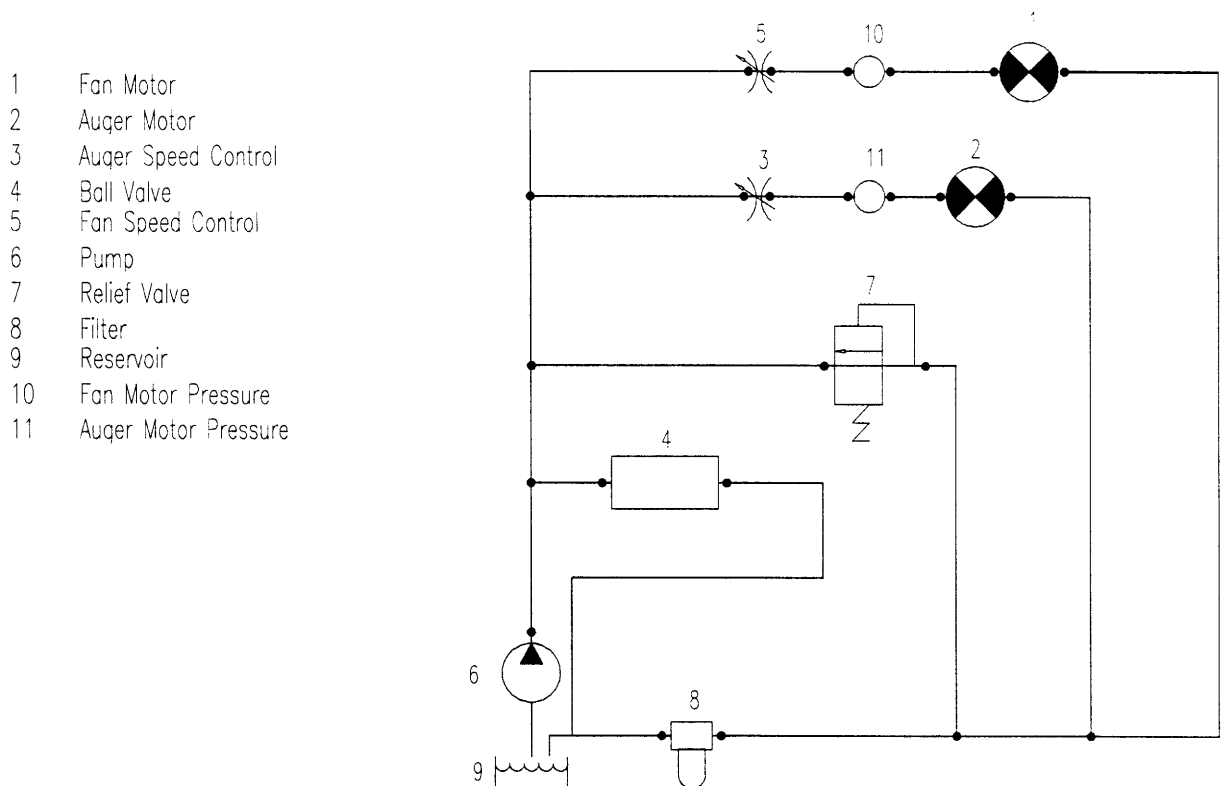 1 Fan Motor
2 Auger Motor
3 Auger Speed Control
4 Ball Valve
5 Fan Speed Control
6 Pump
7 Relief Valve
8 Filter
9 Reservoir
10 Fan Motor Pressure
11 Auger Motor Pressure
1
5
10
3
11
2
7
4
6
8
9